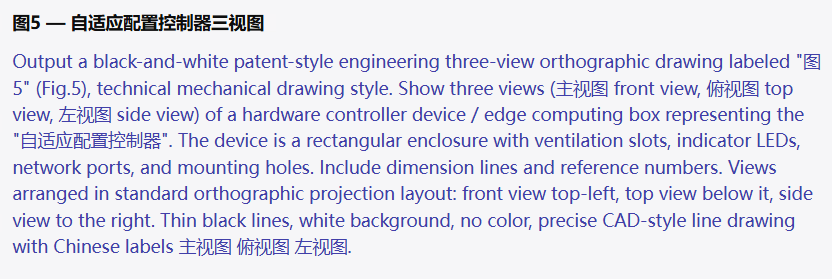 图5 — 自适应配置控制器三视图
Output a black-and-white patent-style engineering three-view orthographic drawing labeled "图
5" (Fig.5), technical mechanical drawing style. Show three views (主视图 front view, 俯视图 top
view, 左视图 side view) of a hardware controller device / edge computing box representing the
"自适应配置控制器". The device is a rectangular enclosure with ventilation slots, indicator LEDs,
network ports, and mounting holes. Include dimension lines and reference numbers. Views
arranged in standard orthographic projection layout: front view top-left, top view below it, side
view to the right. Thin black lines, white background, no color, precise CAD-style line drawing
with Chinese labels 主视图 俯视图 左视图.